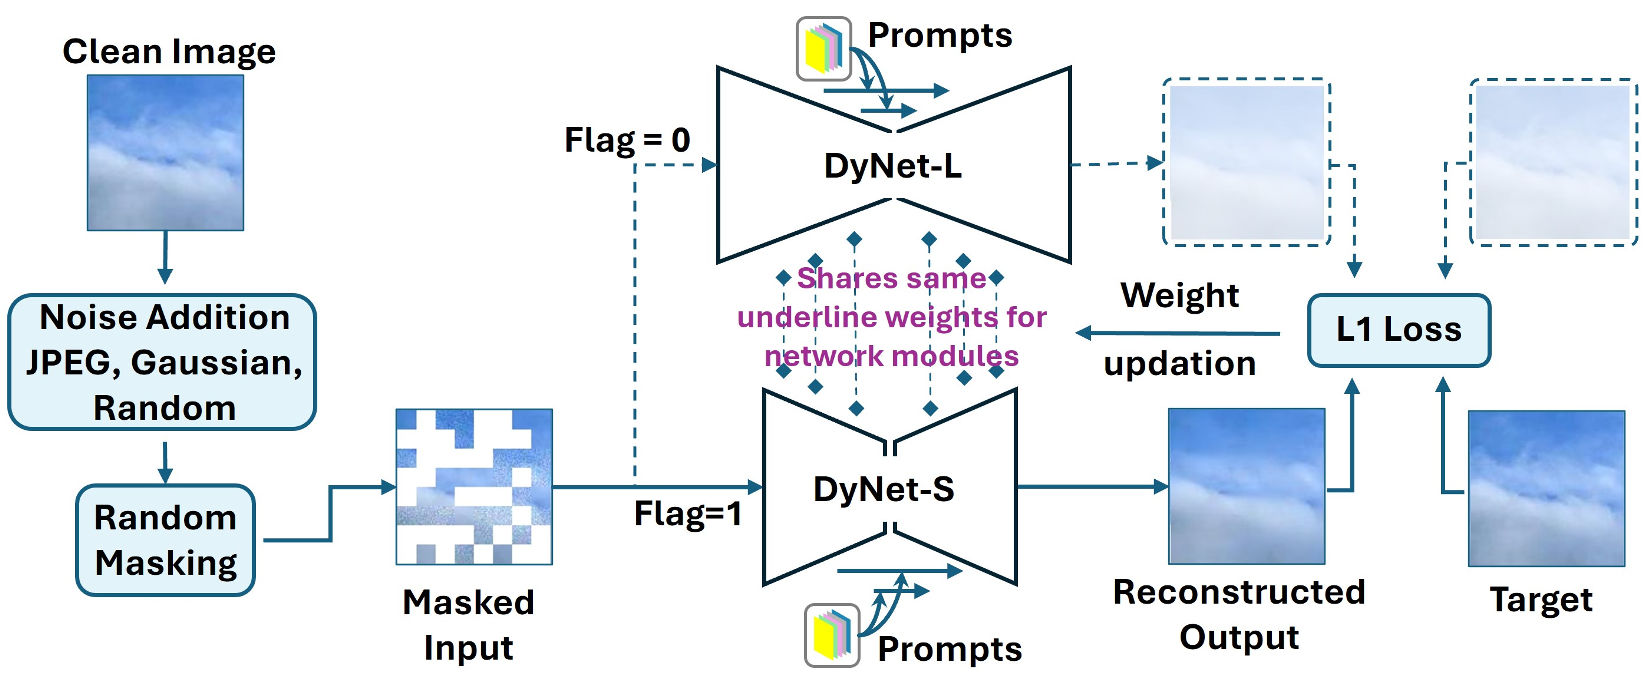 Clean Image
Noise Addition
JPEG, Gaussian,
Random
Random
Masking
Masked
Input
Flag = 0
Flag=1
Prompts
DyNet-L
Shares same
underline weights for
network modules
DyNet-S
Prompts
Weight
updation
L1 Loss
Reconstructed
Output
Target